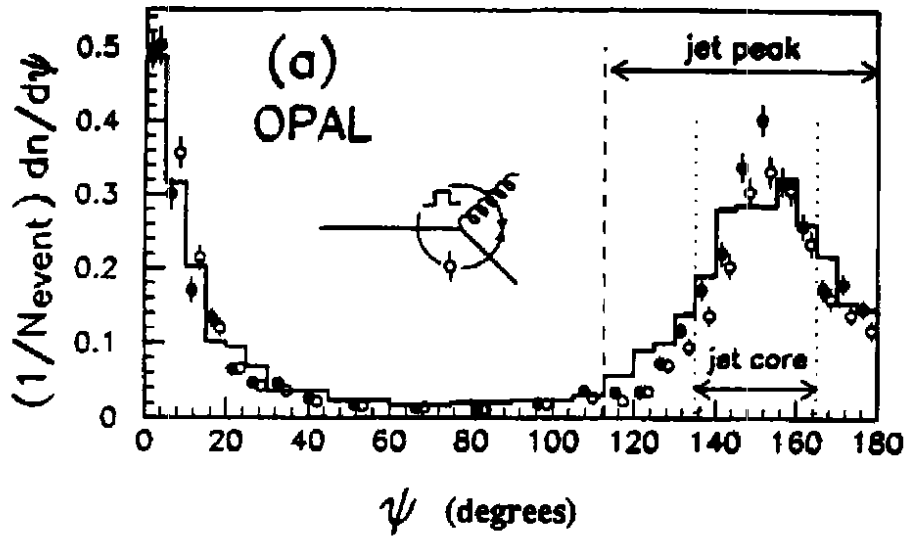 (1/Nevent) dn/dψ
0.5
0.4
0.3
0.2
0.1
0
(a)
OPAL
jet peak
jet core
0 20 40 60 80 100 120 140 160 180
ψ (degrees)